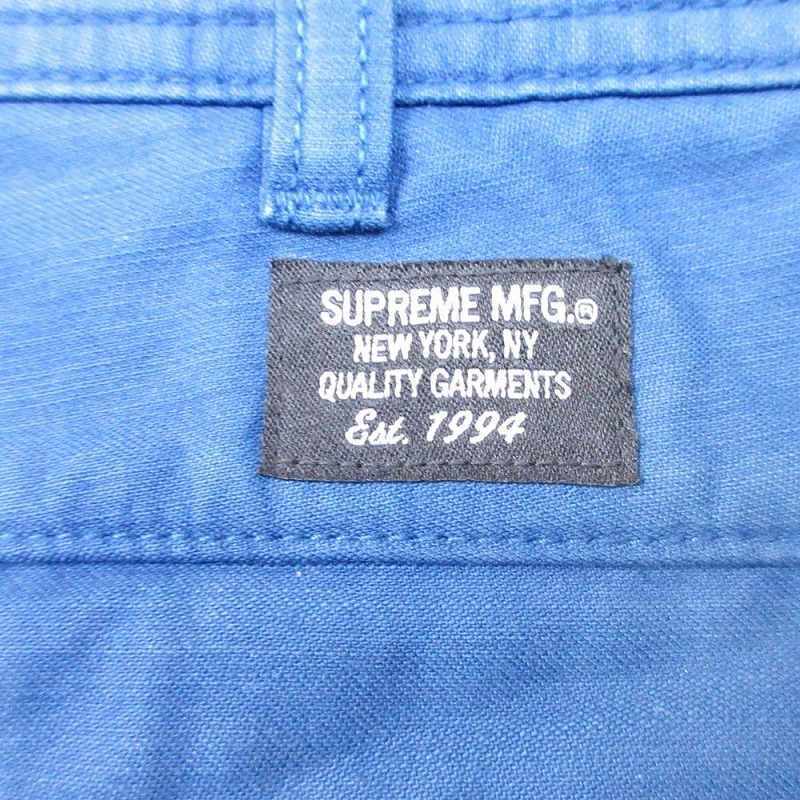 SUPREME MFG.®
NEW YORK, NY
QUALITY GARMENTS
Est. 1994